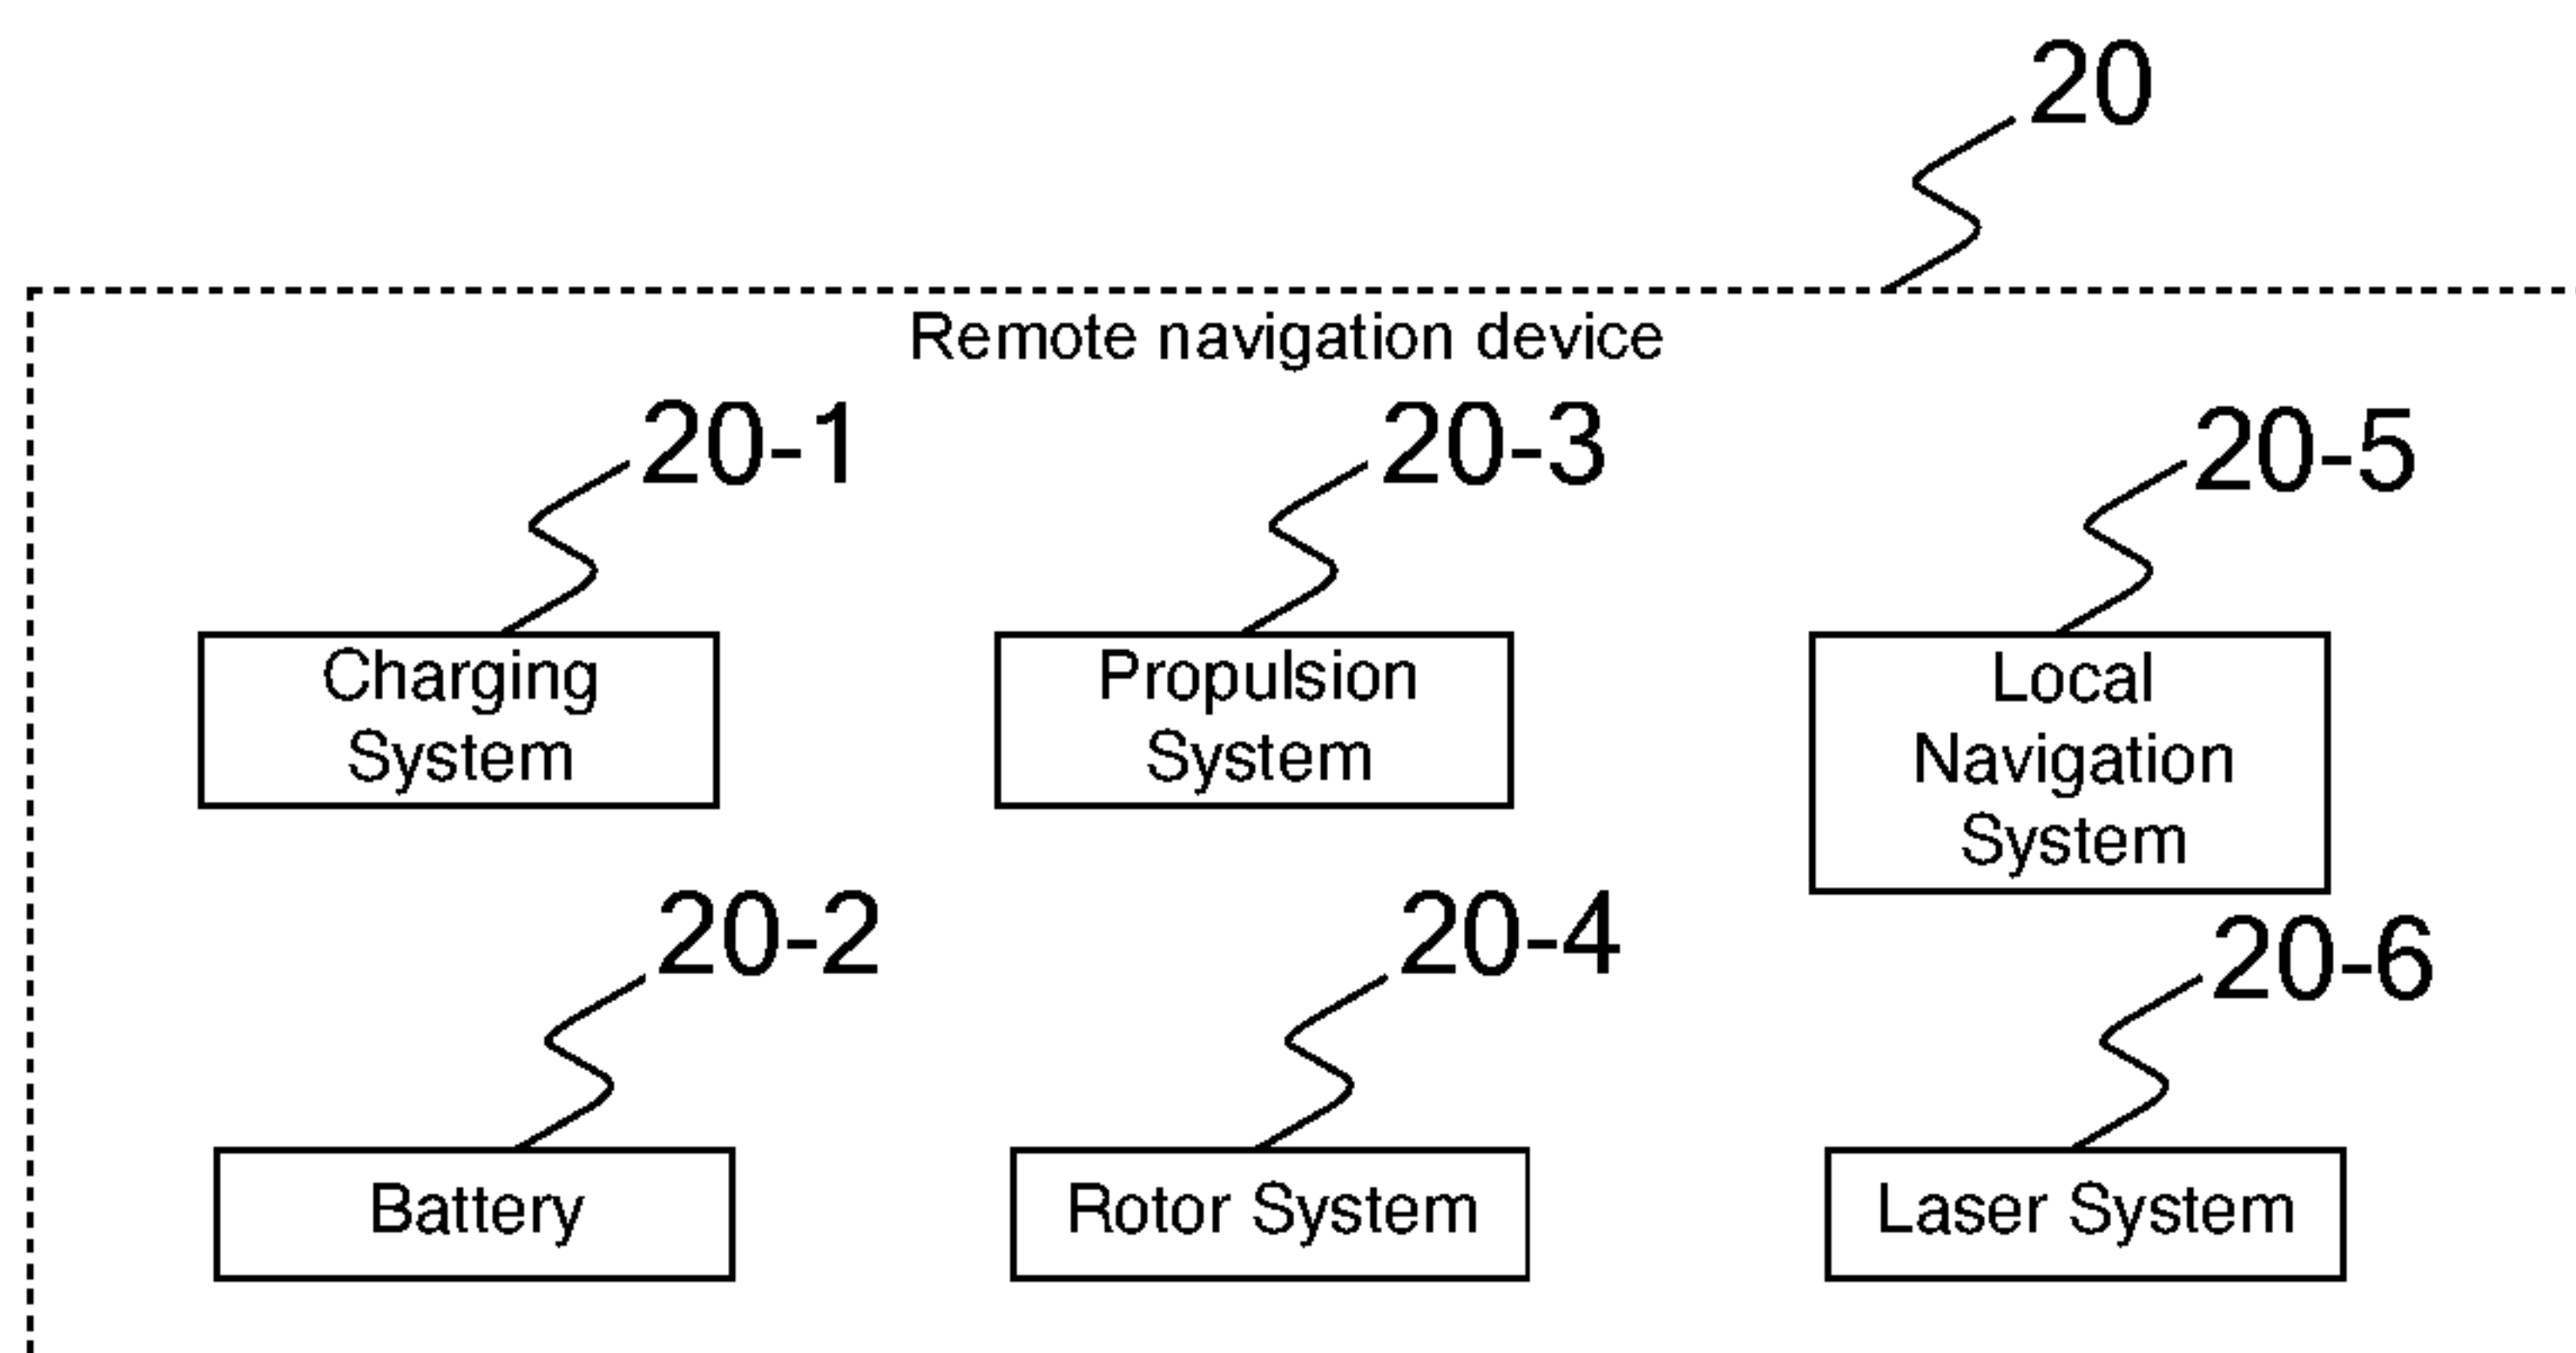 20
Remote navigation device
20-1
20-3
20-5
Charging
System
Propulsion
System
Local
Navigation
System
20-2
20-4
20-6
Battery
Rotor System
Laser System